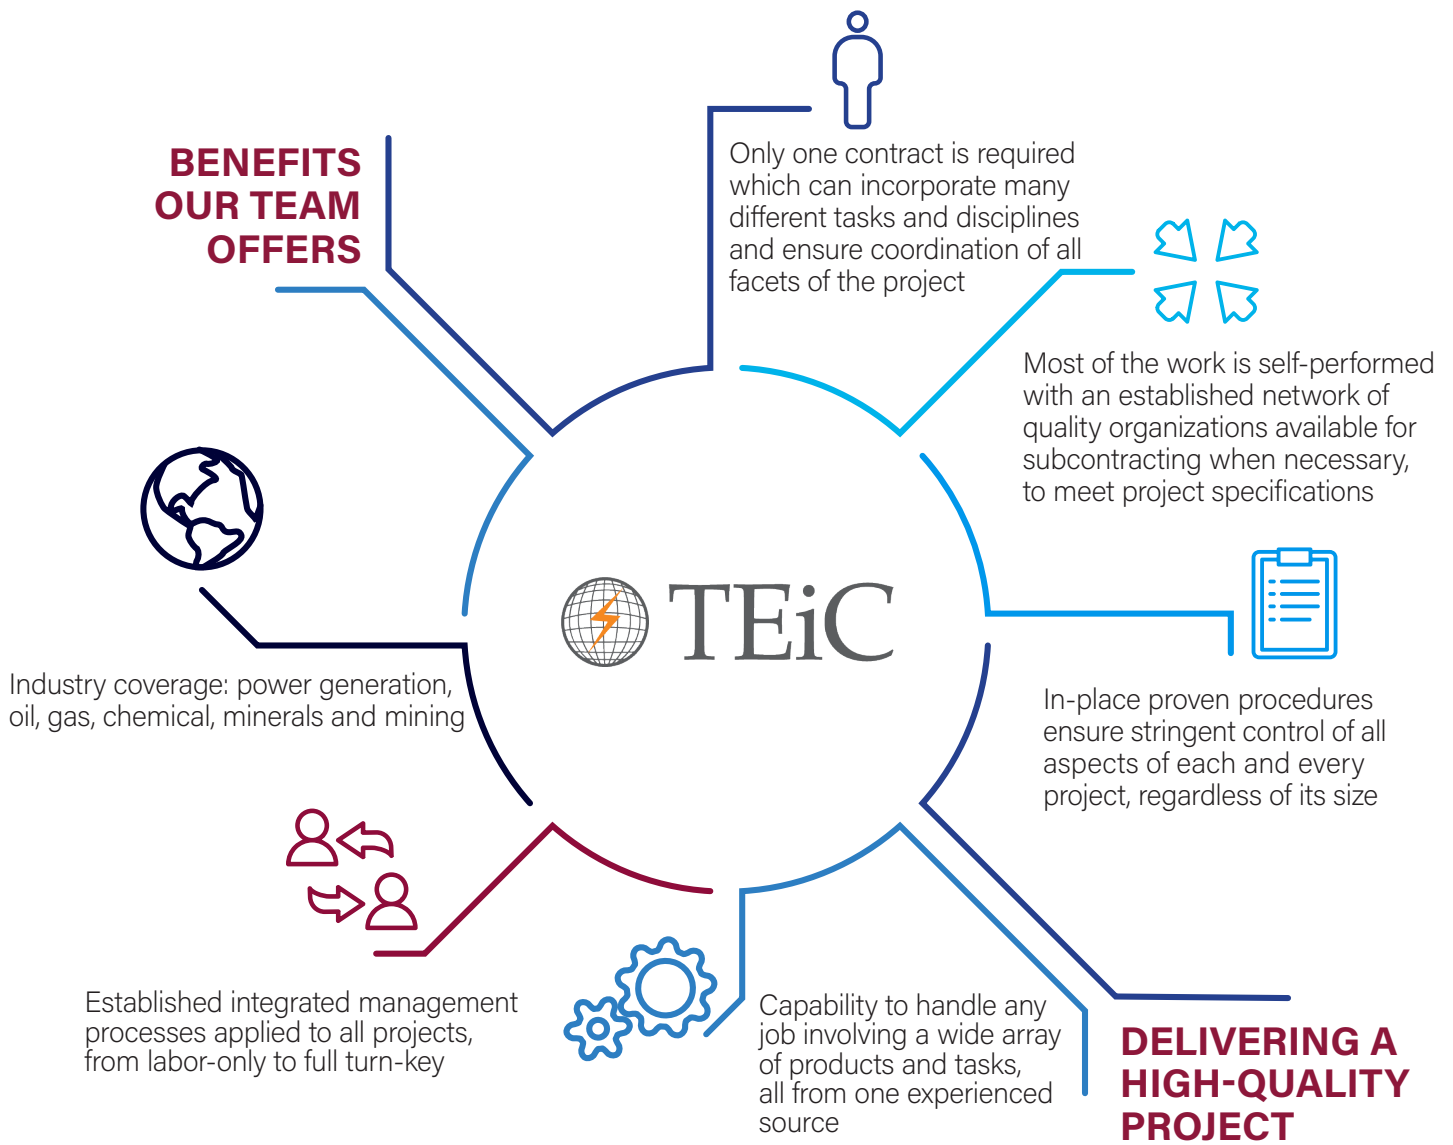 BENEFITS
OUR TEAM
OFFERS
Only one contract is required
which can incorporate many
different tasks and disciplines
and ensure coordination of all
facets of the project
Most of the work is self-performed
with an established network of
quality organizations available for
subcontracting when necessary,
to meet project specifications
In-place proven procedures
ensure stringent control of all
aspects of each and every
project, regardless of its size
TEiC
Industry coverage: power generation,
oil, gas, chemical, minerals and mining
Established integrated management
processes applied to all projects,
from labor-only to full turn-key
Capability to handle any
job involving a wide array
of products and tasks,
all from one experienced
source
DELIVERING A
HIGH-QUALITY
PROJECT